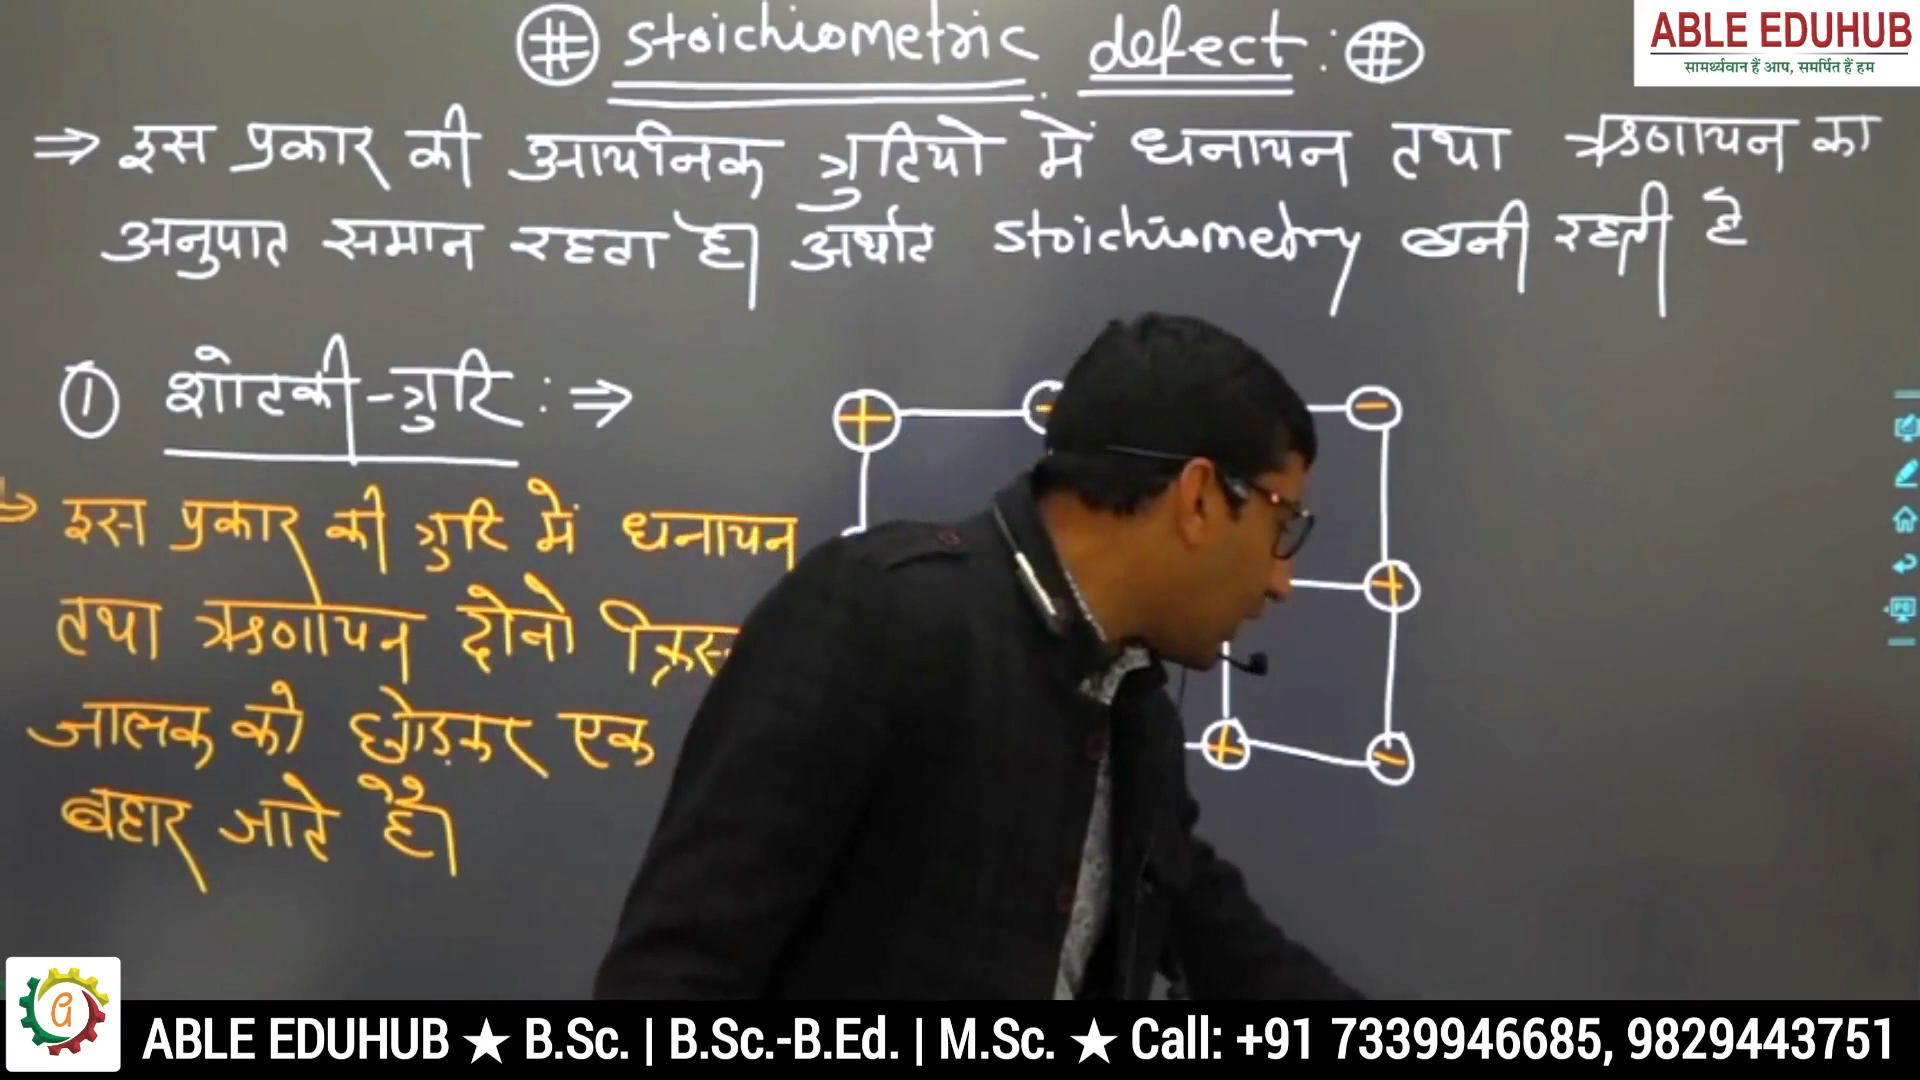 # stoichiometric defect : #
ABLE EDUHUB
सामर्थ्यवान हैं आप, समर्पित हैं हम
⇒ इस प्रकार की आयनिक त्रुटियो में धनायन तथा ऋणायन का
अनुपात समान रहता है। अर्थात stoichiometry बनी रहती है
① शोटकी-त्रुटि : ⇒
इस प्रकार की त्रुटि में धनायन
तथा ऋणायन दोनो
जालक को छोड़कर एक
बहार जाते हैं।
+ - -
+
+ -
ABLE EDUHUB ★ B.Sc. | B.Sc.-B.Ed. | M.Sc. ★ Call: +91 7339946685, 9829443751